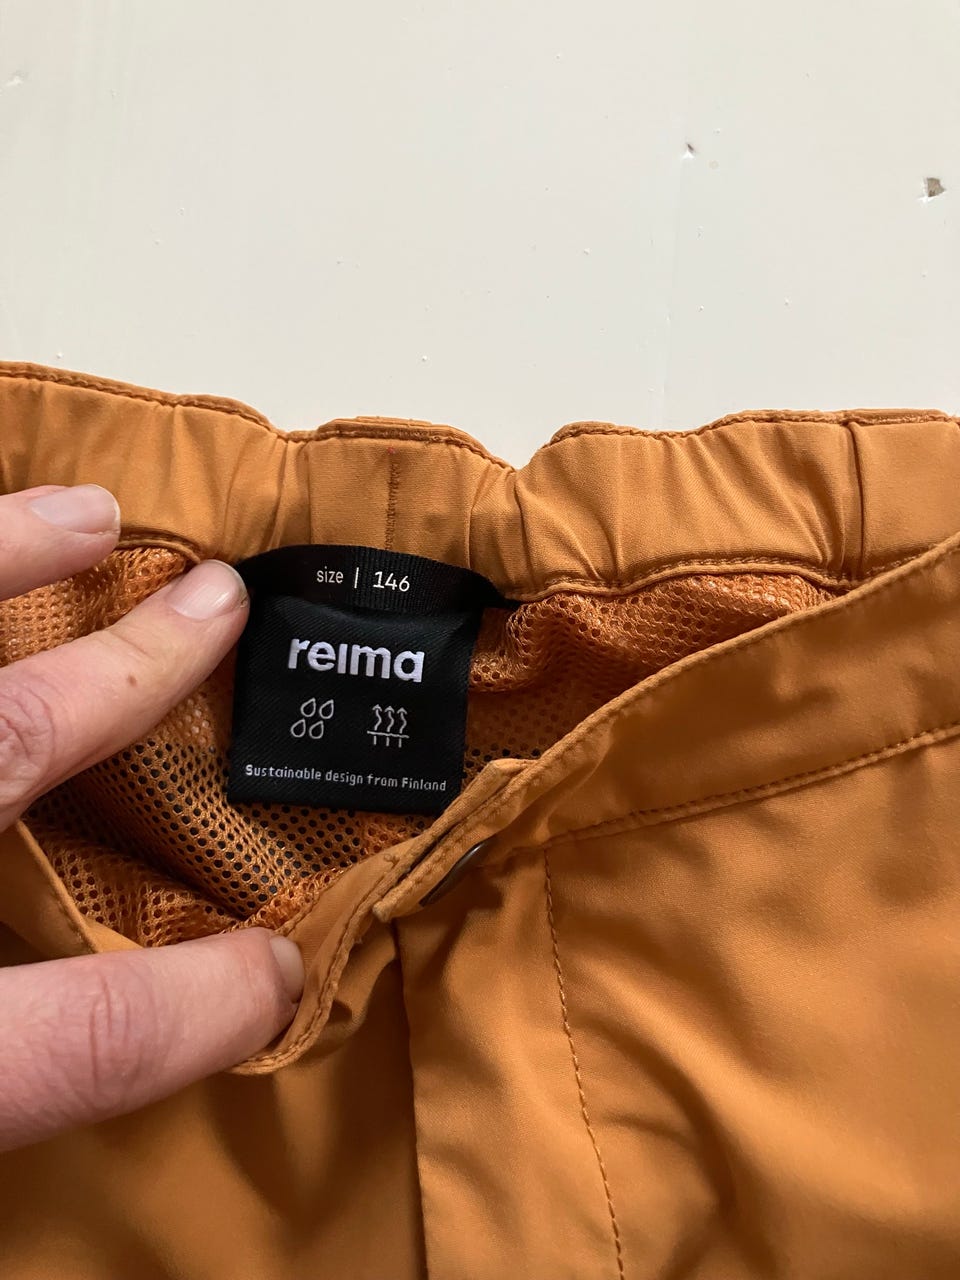 size | 146
reima
Sustainable design from Finland